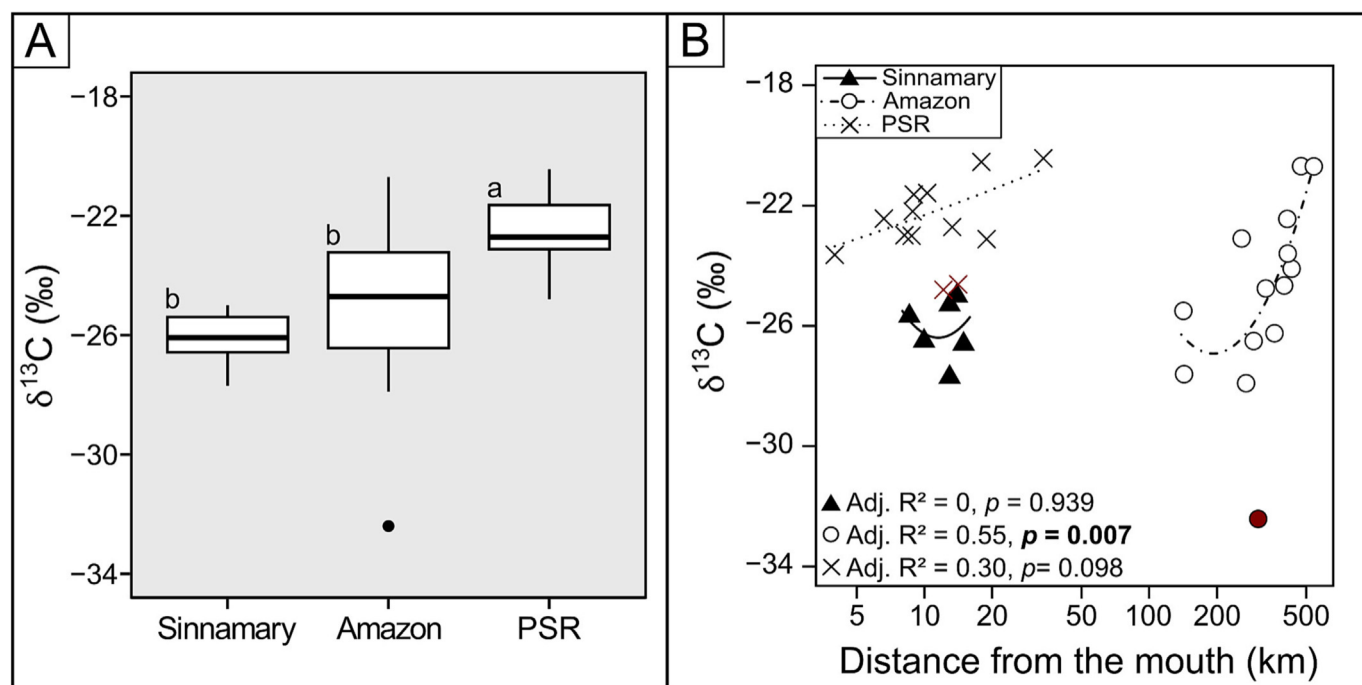 A
δ¹³C (‰)
−18
−22
−26
−30
−34
b
b
a
Sinnamary Amazon PSR
B
δ¹³C (‰)
−18
−22
−26
−30
−34
Sinnamary
Amazon
PSR
Adj. R² = 0, p = 0.939
Adj. R² = 0.55, p = 0.007
Adj. R² = 0.30, p= 0.098
5 10 20 50 100 200 500
Distance from the mouth (km)